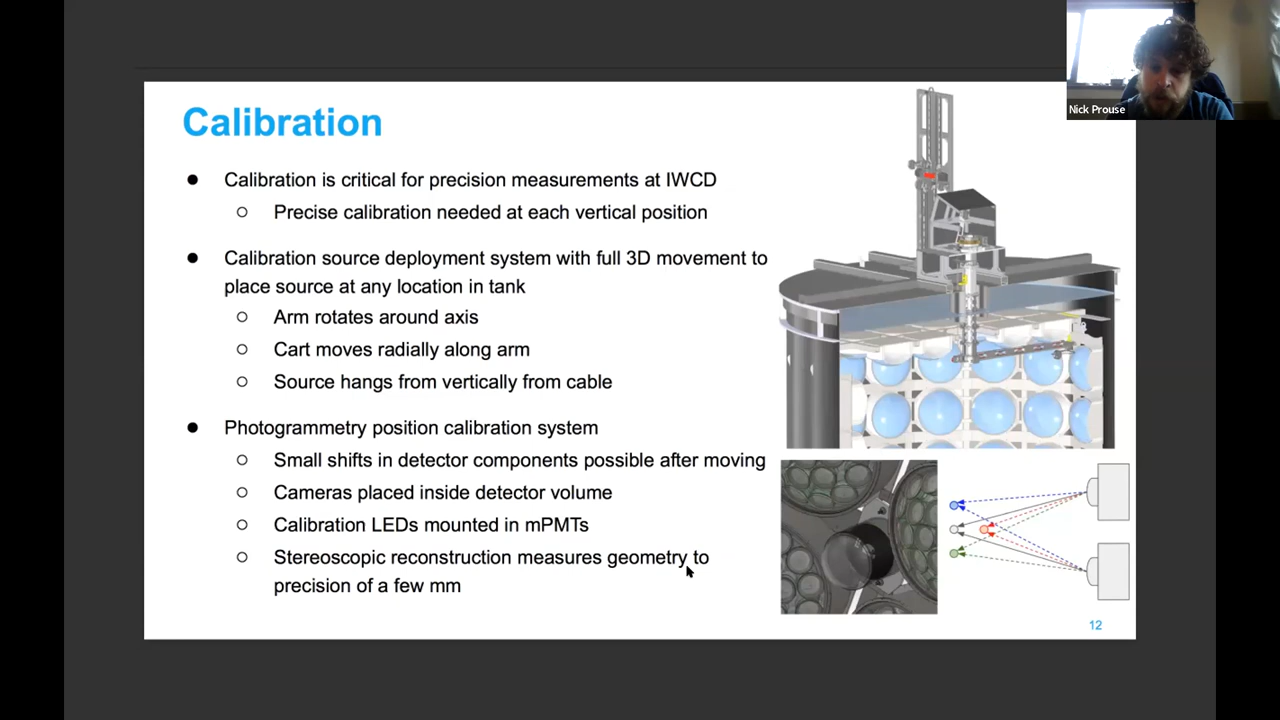 Nick Prouse
Calibration
● Calibration is critical for precision measurements at IWCD
○ Precise calibration needed at each vertical position
● Calibration source deployment system with full 3D movement to
place source at any location in tank
○ Arm rotates around axis
○ Cart moves radially along arm
○ Source hangs from vertically from cable
● Photogrammetry position calibration system
○ Small shifts in detector components possible after moving
○ Cameras placed inside detector volume
○ Calibration LEDs mounted in mPMTs
○ Stereoscopic reconstruction measures geometry to
precision of a few mm
12